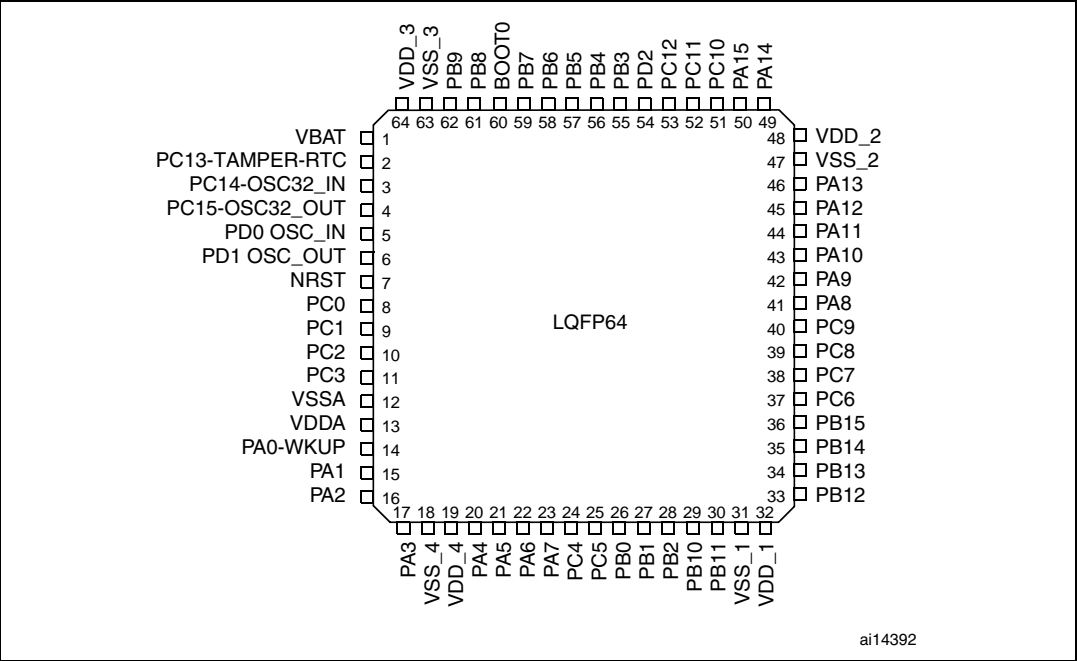 VDD_3
VSS_3
PB9
PB8
BOOT0
PB7
PB6
PB5
PB4
PB3
PD2
PC12
PC11
PC10
PA15
PA14
64 63 62 61 60 59 58 57 56 55 54 53 52 51 50 49
VBAT 1
PC13-TAMPER-RTC 2
PC14-OSC32_IN 3
PC15-OSC32_OUT 4
PD0 OSC_IN 5
PD1 OSC_OUT 6
NRST 7
PC0 8
PC1 9
PC2 10
PC3 11
VSSA 12
VDDA 13
PA0-WKUP 14
PA1 15
PA2 16
LQFP64
48 VDD_2
47 VSS_2
46 PA13
45 PA12
44 PA11
43 PA10
42 PA9
41 PA8
40 PC9
39 PC8
38 PC7
37 PC6
36 PB15
35 PB14
34 PB13
33 PB12
17 18 19 20 21 22 23 24 25 26 27 28 29 30 31 32
PA3
VSS_4
VDD_4
PA4
PA5
PA6
PA7
PC4
PC5
PB0
PB1
PB2
PB10
PB11
VSS_1
VDD_1
ai14392